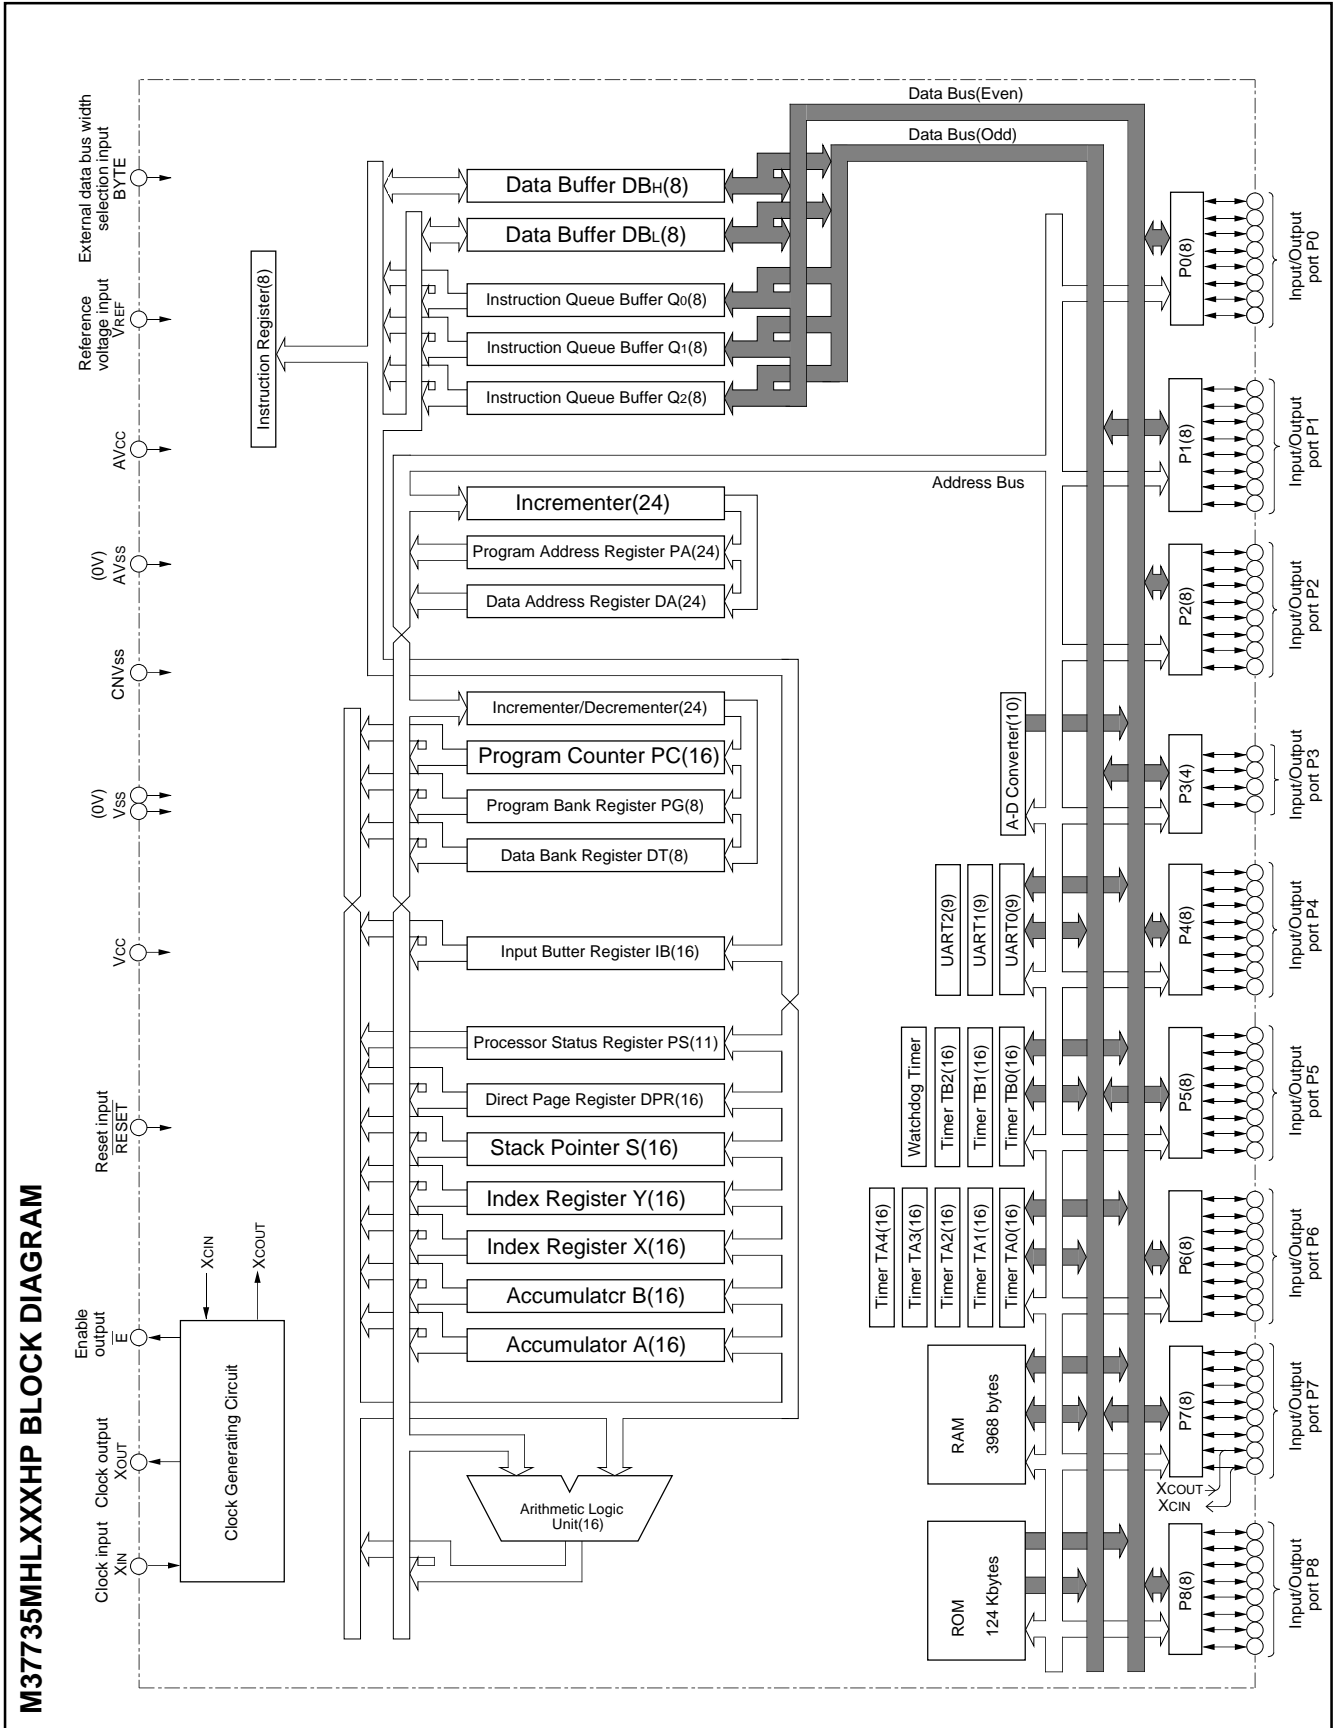 M37735MHLXXXHP BLOCK DIAGRAM
External data bus width
selection input
BYTE
Reference
voltage input
VREF
AVcc
(0V)
AVss
CNVss
(0V)
Vss
Vcc
Reset input
RESET
Enable
output
E
Clock output
XOUT
Clock input
XIN
Clock Generating Circuit
XCIN
XCOUT
Instruction Register(8)
Data Bus(Even)
Data Bus(Odd)
Address Bus
Data Buffer DBH(8)
Data Buffer DBL(8)
Instruction Queue Buffer Q0(8)
Instruction Queue Buffer Q1(8)
Instruction Queue Buffer Q2(8)
Incrementer(24)
Program Address Register PA(24)
Data Address Register DA(24)
Incrementer/Decrementer(24)
Program Counter PC(16)
Program Bank Register PG(8)
Data Bank Register DT(8)
Input Butter Register IB(16)
Processor Status Register PS(11)
Direct Page Register DPR(16)
Stack Pointer S(16)
Index Register Y(16)
Index Register X(16)
Accumulatcr B(16)
Accumulator A(16)
Arithmetic Logic
Unit(16)
A-D Converter(10)
UART2(9)
UART1(9)
UART0(9)
Watchdog Timer
Timer TB2(16)
Timer TB1(16)
Timer TB0(16)
Timer TA4(16)
Timer TA3(16)
Timer TA2(16)
Timer TA1(16)
Timer TA0(16)
RAM
3968 bytes
ROM
124 Kbytes
P0(8)
Input/Output
port P0
P1(8)
Input/Output
port P1
P2(8)
Input/Output
port P2
P3(4)
Input/Output
port P3
P4(8)
Input/Output
port P4
P5(8)
Input/Output
port P5
P6(8)
Input/Output
port P6
P7(8)
Input/Output
port P7
XCOUT
XCIN
P8(8)
Input/Output
port P8